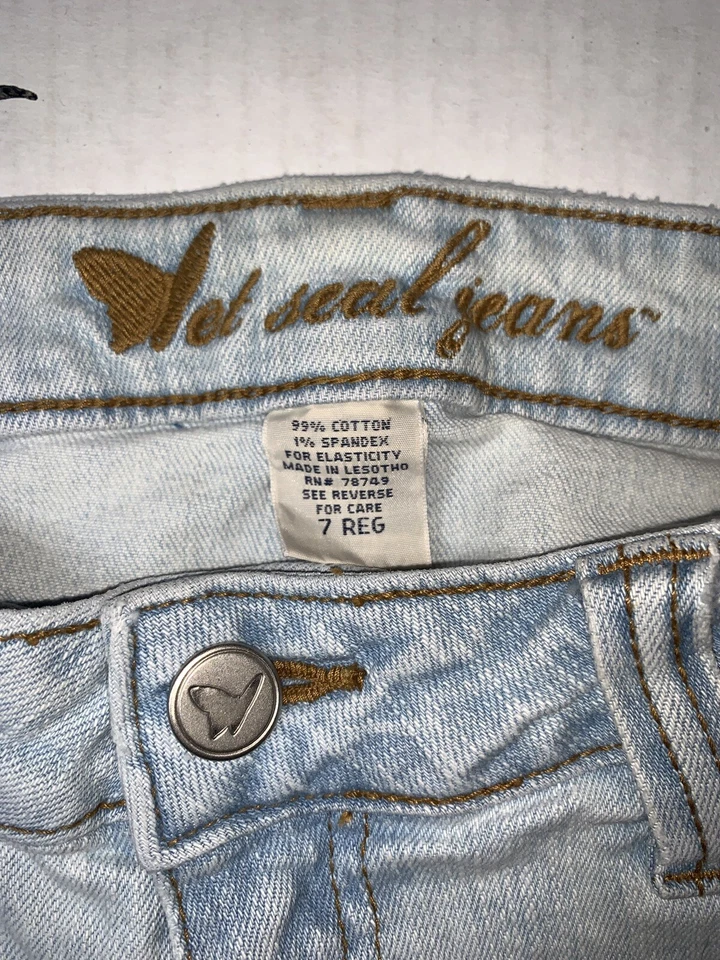 Wet seal jeans™
99% COTTON
1% SPANDEX
FOR ELASTICITY
MADE IN LESOTHO
RN# 78749
SEE REVERSE
FOR CARE
7 REG